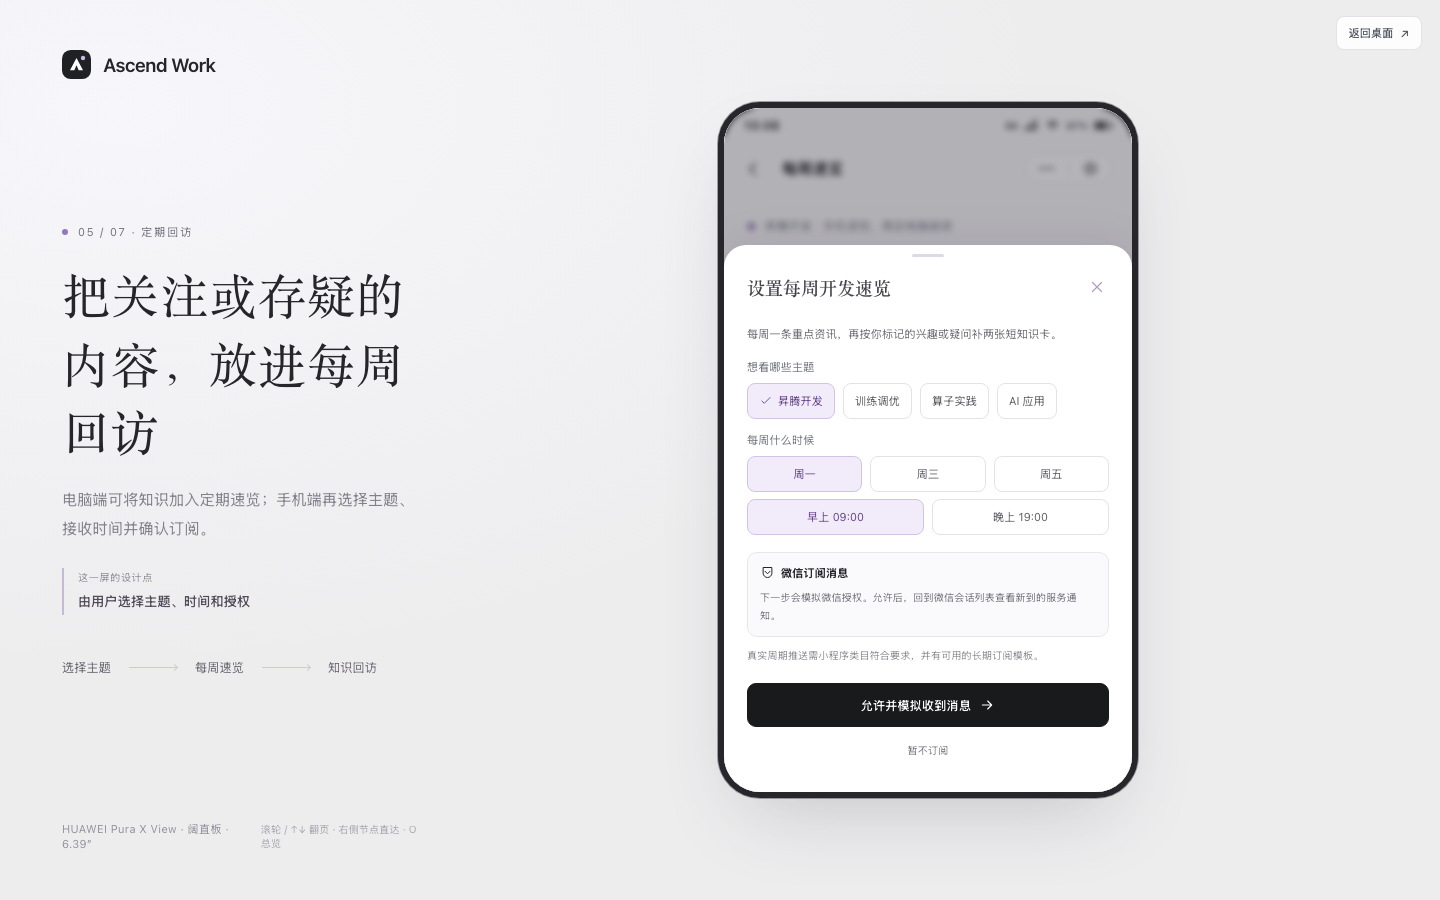 返回桌面
Ascend Work
05 / 07 · 定期回访
把关注或存疑的
内容，放进每周
回访
电脑端可将知识加入定期速览；手机端再选择主题、
接收时间并确认订阅。
这一屏的设计点
由用户选择主题、时间和授权
选择主题 每周速览 知识回访
HUAWEI Pura X View · 阔直板 ·
6.39″
滚轮 / ↑↓ 翻页 · 右侧节点直达 · O
总览
每周速览
设置每周开发速览
每周一条重点资讯，再按你标记的兴趣或疑问补两张短知识卡。
想看哪些主题
昇腾开发 训练调优 算子实践 AI 应用
每周什么时候
周一 周三 周五
早上 09:00 晚上 19:00
微信订阅消息
下一步会模拟微信授权。允许后，回到微信会话列表查看新到的服务通
知。
真实周期推送需小程序类目符合要求，并有可用的长期订阅模板。
允许并模拟收到消息
暂不订阅